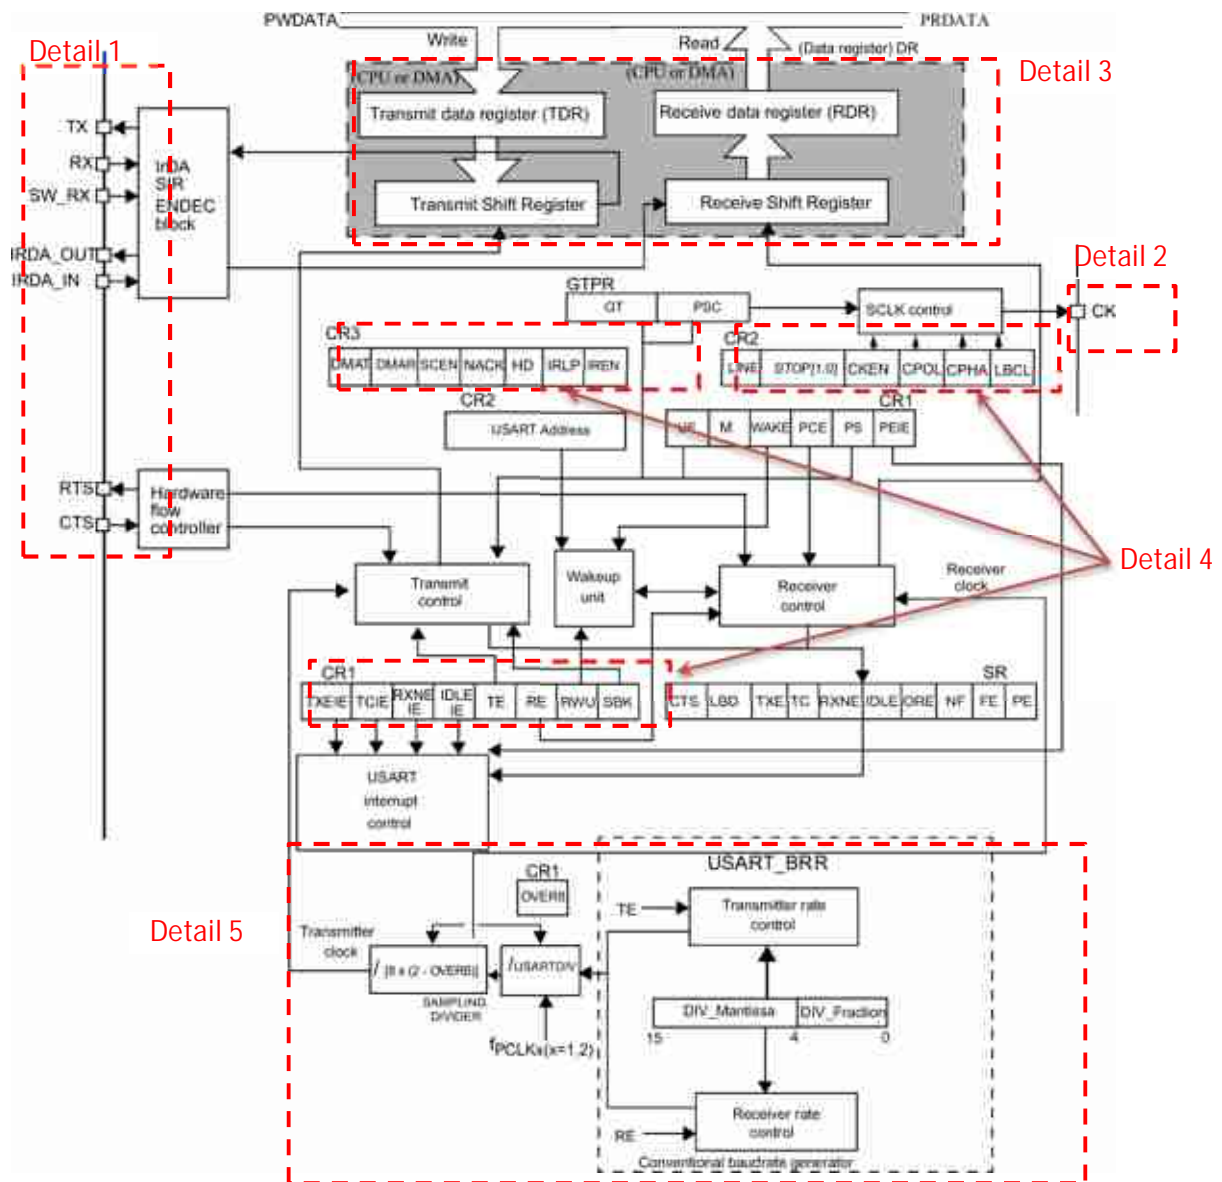 PWDATA
PRDATA
Write
Read
(Data register) DR
Detail 1
(CPU or DMA)
(CPU or DMA)
Detail 3
Transmit data register (TDR)
Receive data register (RDR)
TX
RX
SW_RX
IRDA_OUT
IRDA_IN
IrDA
SIR
ENDEC
block
Transmit Shift Register
Receive Shift Register
Detail 2
GTPR
GT
PSC
SCLK control
CK
CR3
DMAT DMAR SCEN NACK HD IRLP IREN
CR2
LINE STOP[1:0] CKEN CPOL CPHA LBCL
CR2
USART Address
CR1
UE M WAKE PCE PS PEIE
RTS
CTS
Hardware
flow
controller
Detail 4
Transmit
control
Wakeup
unit
Receiver
control
Receiver
clock
CR1
TXEIE TCIE RXNE IE IDLE IE TE RE RWU SBK
SR
CTS LBD TXE TC RXNE IDLE ORE NF FE PE
USART
interrupt
control
Detail 5
USART_BRR
CR1
OVER8
TE
Transmitter rate
control
Transmitter
clock
/ [8 x (2 - OVER8)]
/USARTDIV
SAMPLING
DIVIDER
DIV_Mantissa DIV_Fraction
15 4 0
fPCLKx(x=1,2)
Receiver rate
control
RE
Conventional baudrate generator